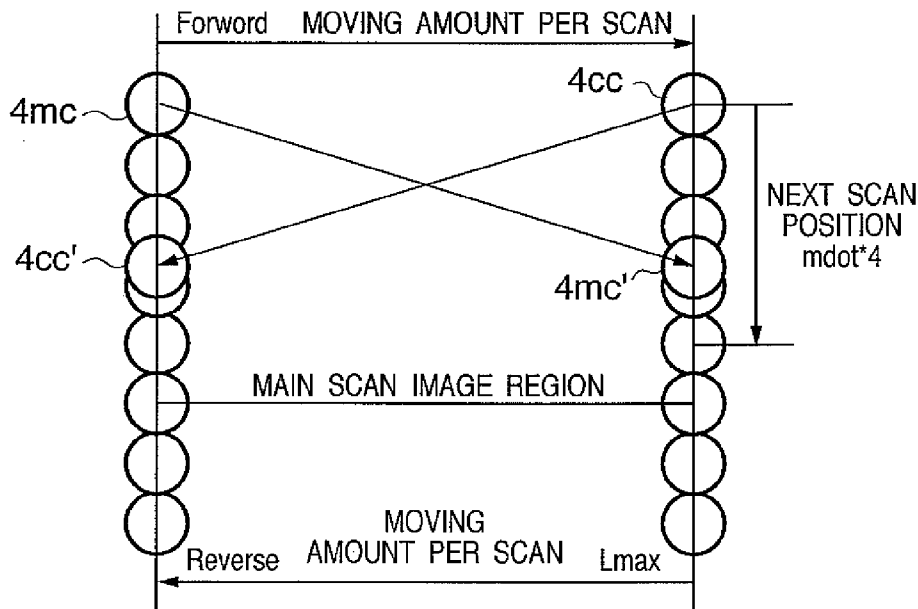 Forword MOVING AMOUNT PER SCAN
4mc
4cc
NEXT SCAN
POSITION
mdot*4
4cc'
4mc'
MAIN SCAN IMAGE REGION
MOVING
AMOUNT PER SCAN
Reverse
Lmax